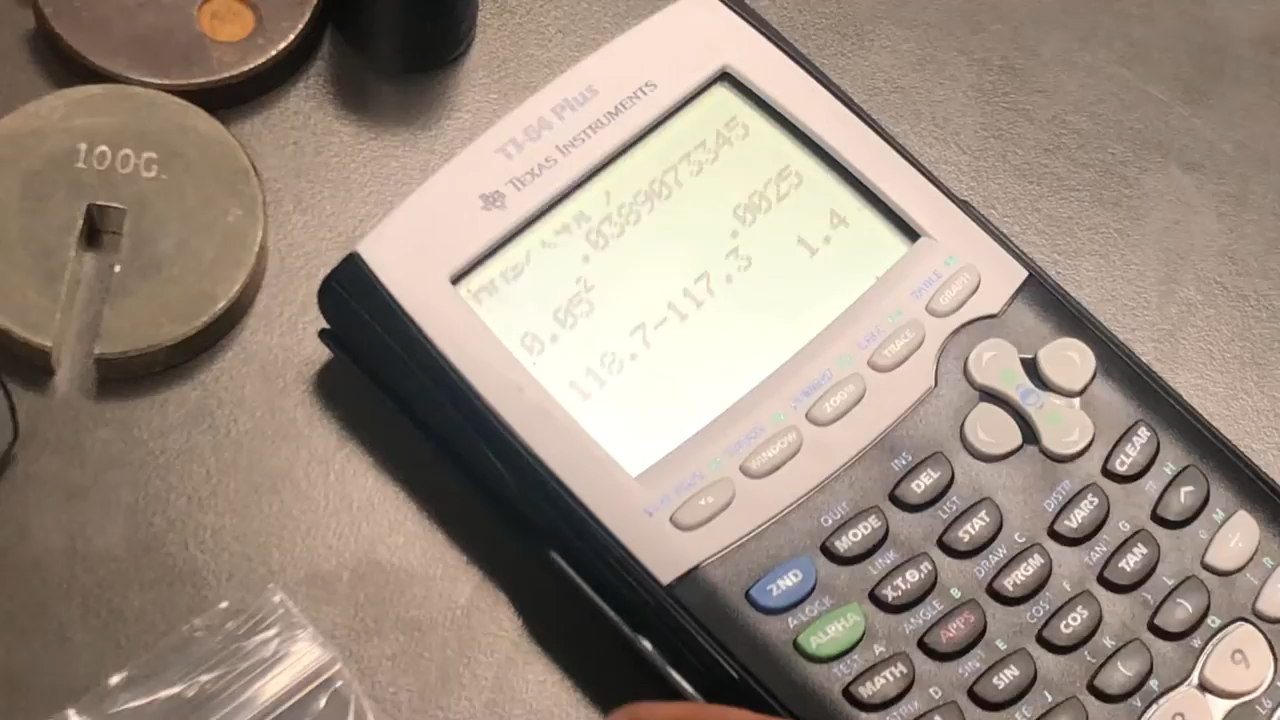 100G.
TI-84 Plus
TEXAS INSTRUMENTS
.0389073345
0.05²
.0025
118.7-117.3
1.4
WINDOW
ZOOM
TRACE
GRAPH
QUIT
INS
MODE
DEL
CLEAR
A-LOCK
LINK
LIST
2ND
X,T,θ,n
STAT
TEST A
ANGLE B
DRAW C
DISTR
ALPHA
APPS
PRGM
VARS
^
H
MATH
SIN
COS
TAN
D
E
F
G
(
)
÷
J
K
L
M
9
P
Q
R